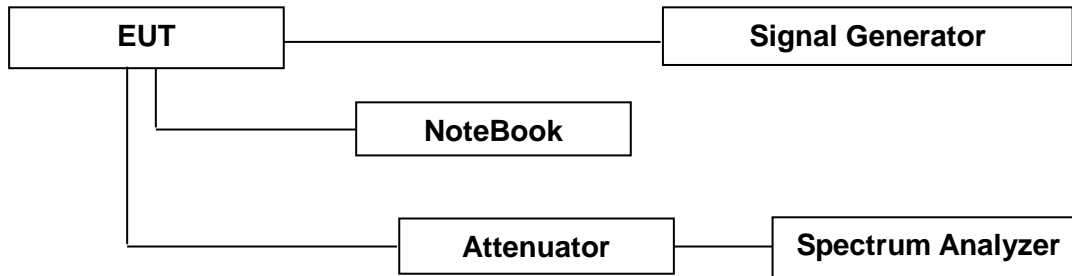 EUT
Signal Generator
NoteBook
Attenuator
Spectrum Analyzer